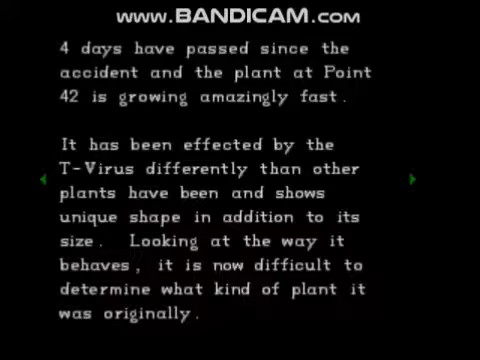 www.BANDICAM.com
4 days have passed since the
accident and the plant at Point
42 is growing amazingly fast.
It has been effected by the
T-Virus differently than other
plants have been and shows
unique shape in addition to its
size. Looking at the way it
behaves, it is now difficult to
determine what kind of plant it
was originally.